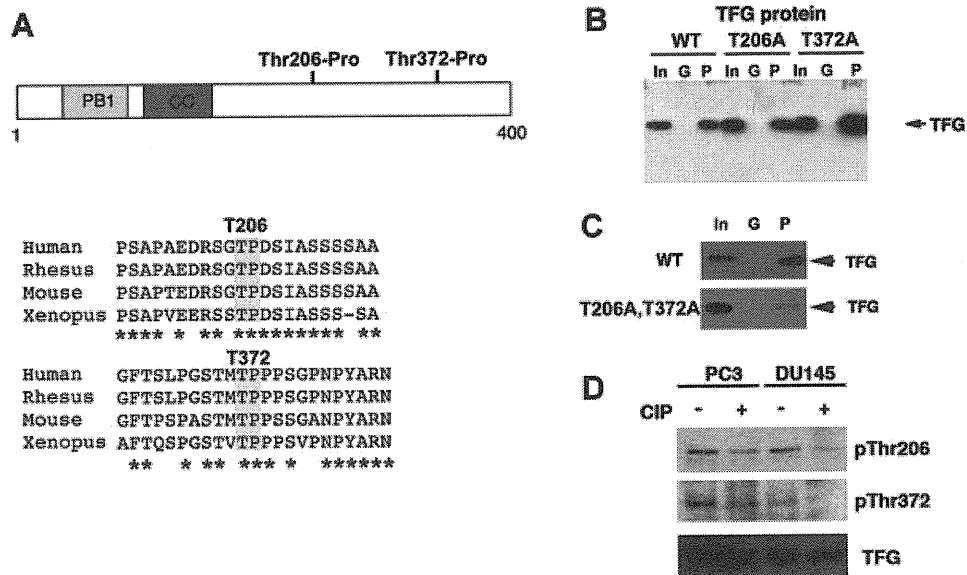 A
Thr206-Pro Thr372-Pro
PB1 CC
1 400
T206
Human PSAPAEDRSGTPDSIASSSSAA
Rhesus PSAPAEDRSGTPDSIASSSSAA
Mouse PSAPTEDRSGTPDSIASSSSAA
Xenopus PSAPVEERSSTPDSIASSS-SA
**** * ** *********** **
T372
Human GFTSLPGSTMTPPPSGPNPYARN
Rhesus GFTSLPGSTMTPPPSGPNPYARN
Mouse GFTPSPASTMTPPSSGANPYARN
Xenopus AFTQSPGSTVTPPPSVPNPYARN
** * ** *** * ******
B
TFG protein
WT T206A T372A
In G P In G P In G P
TFG
C
In G P
WT TFG
T206A,T372A TFG
D
PC3 DU145
CIP - + - +
pThr206
pThr372
TFG